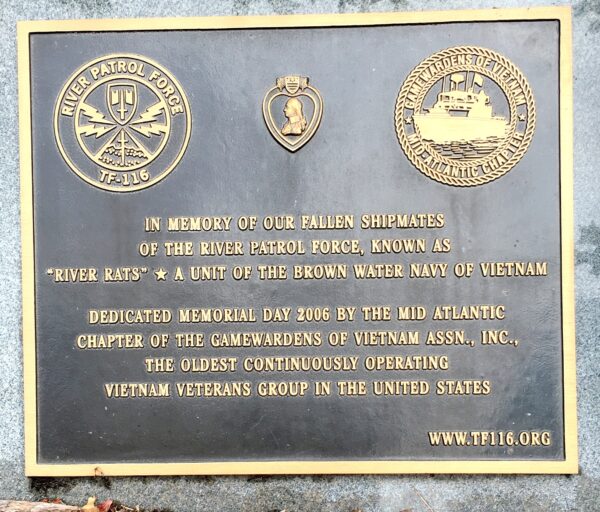 RIVER PATROL FORCE
TF-116
GAMEWARDENS OF VIETNAM
MID-ATLANTIC CHAPTER
IN MEMORY OF OUR FALLEN SHIPMATES
OF THE RIVER PATROL FORCE, KNOWN AS
"RIVER RATS" ★ A UNIT OF THE BROWN WATER NAVY OF VIETNAM
DEDICATED MEMORIAL DAY 2006 BY THE MID ATLANTIC
CHAPTER OF THE GAMEWARDENS OF VIETNAM ASSN., INC.,
THE OLDEST CONTINUOUSLY OPERATING
VIETNAM VETERANS GROUP IN THE UNITED STATES
WWW.TF116.ORG